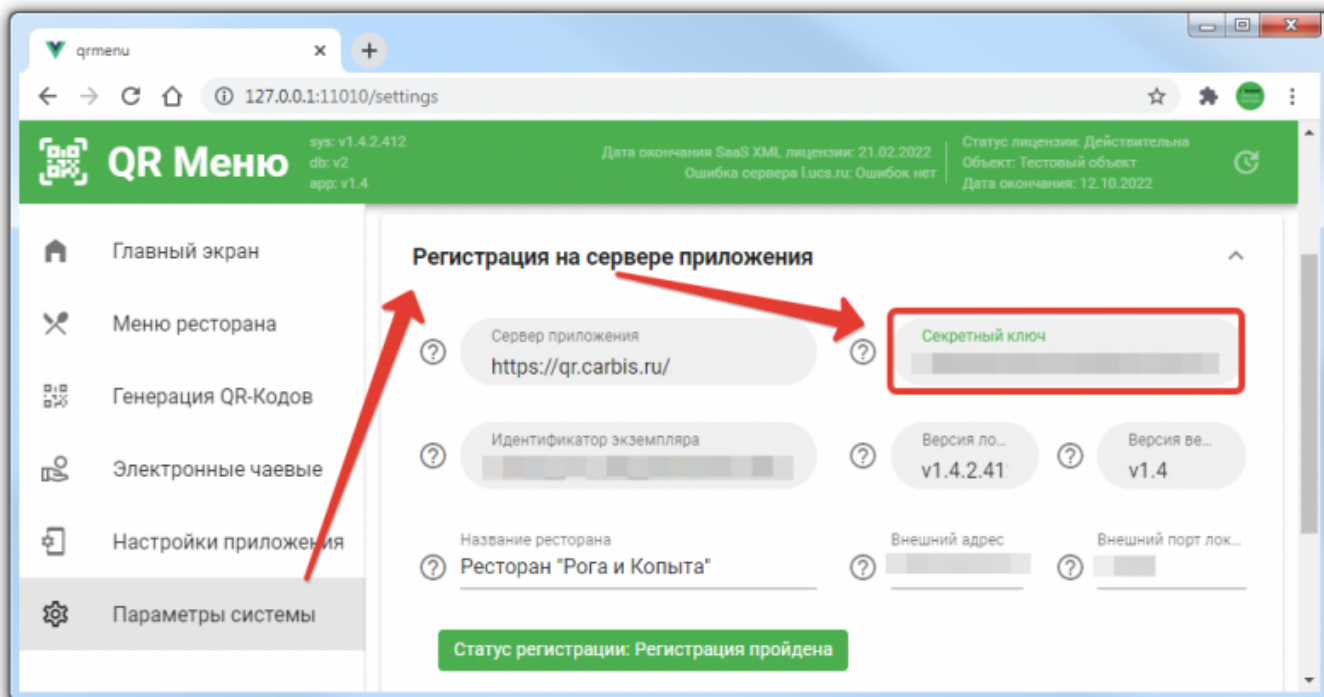 qrmenu
127.0.0.1:11010/settings
QR Меню
sys: v1.4.2.412
db: v2
app: v1.4
Дата окончания SaaS XML лицензии: 21.02.2022
Ошибка сервера l.ucs.ru: Ошибок нет
Статус лицензии: Действительна
Объект: Тестовый объект
Дата окончания: 12.10.2022
Главный экран
Меню ресторана
Генерация QR-Кодов
Электронные чаевые
Настройки приложения
Параметры системы
Регистрация на сервере приложения
Сервер приложения
https://qr.carbis.ru/
Секретный ключ
Идентификатор экземпляра
Версия ло...
v1.4.2.41
Версия ве...
v1.4
Название ресторана
Ресторан "Рога и Копыта"
Внешний адрес
Внешний порт лок...
Статус регистрации: Регистрация пройдена